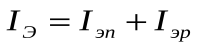 I_Э = I_эп + I_эр